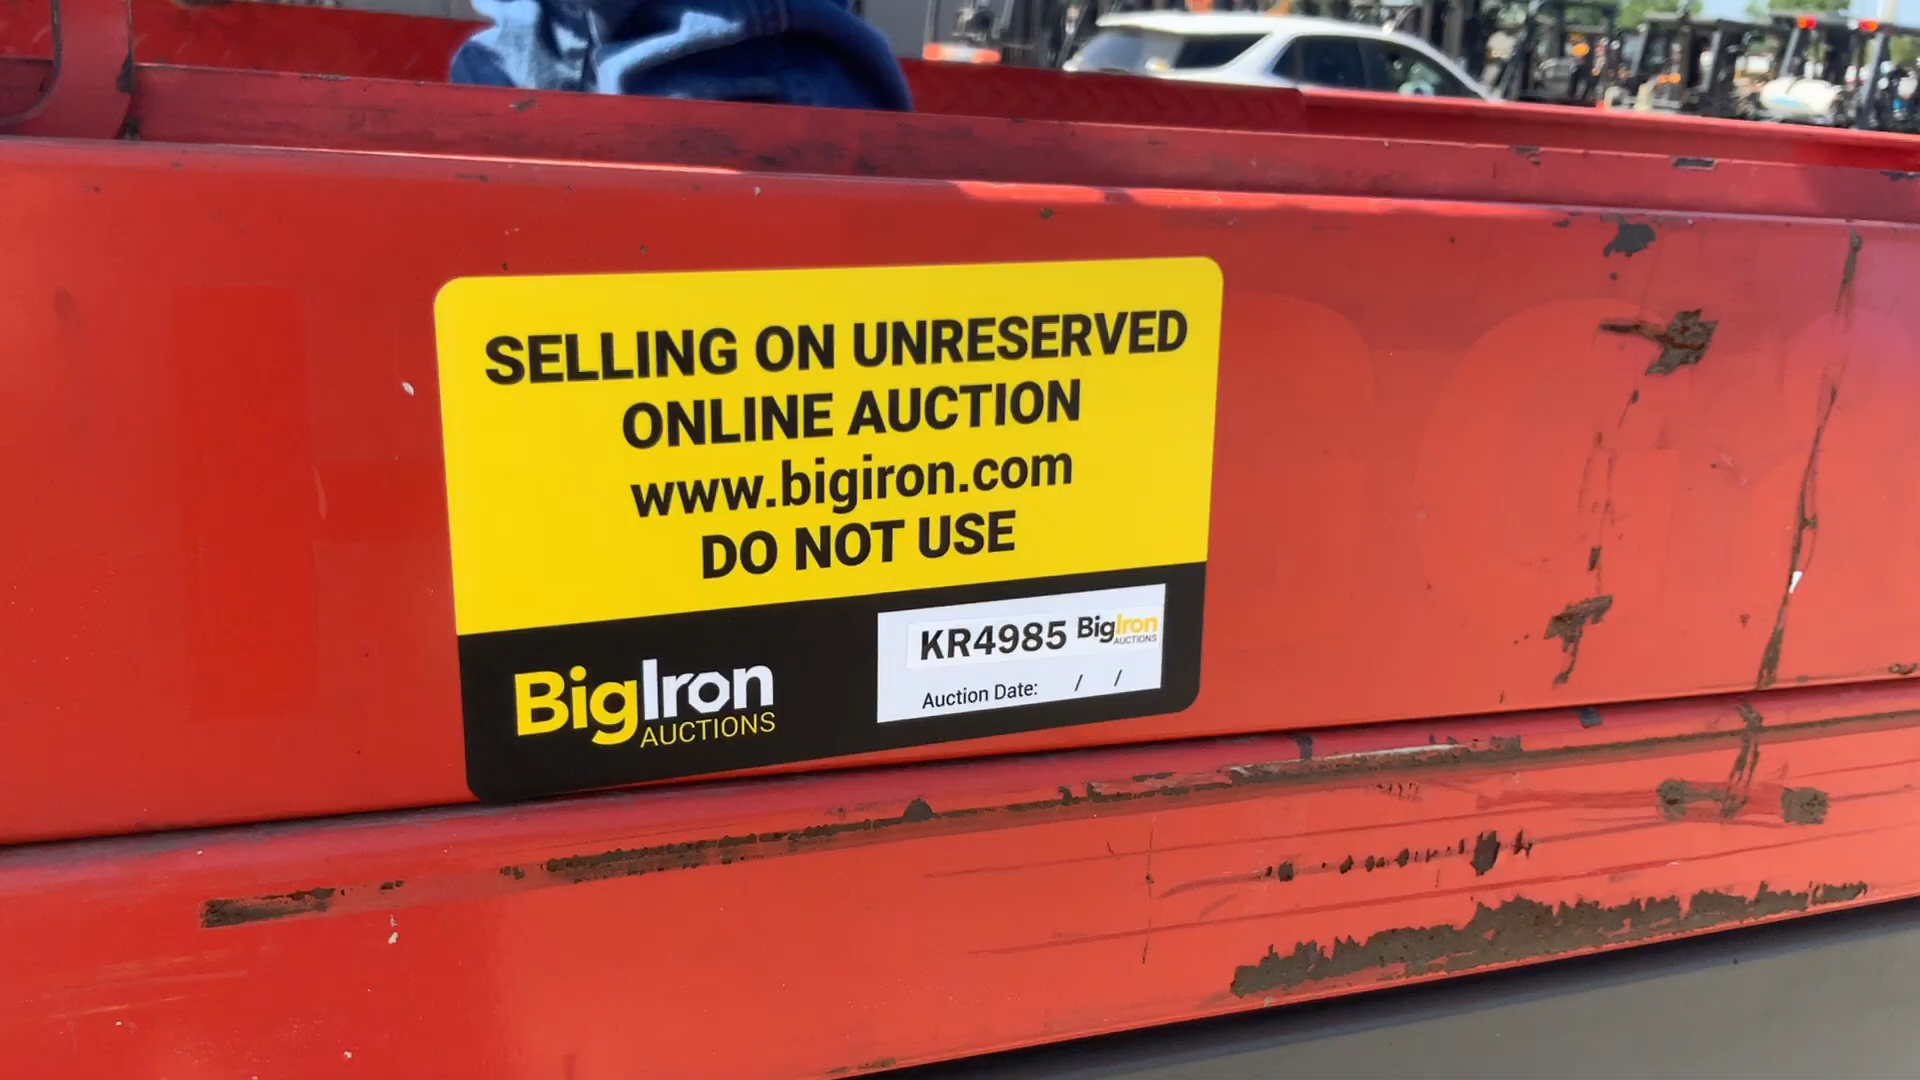 SELLING ON UNRESERVED
ONLINE AUCTION
www.bigiron.com
DO NOT USE
BigIron
AUCTIONS
KR4985 BigIron
AUCTIONS
Auction Date: / /